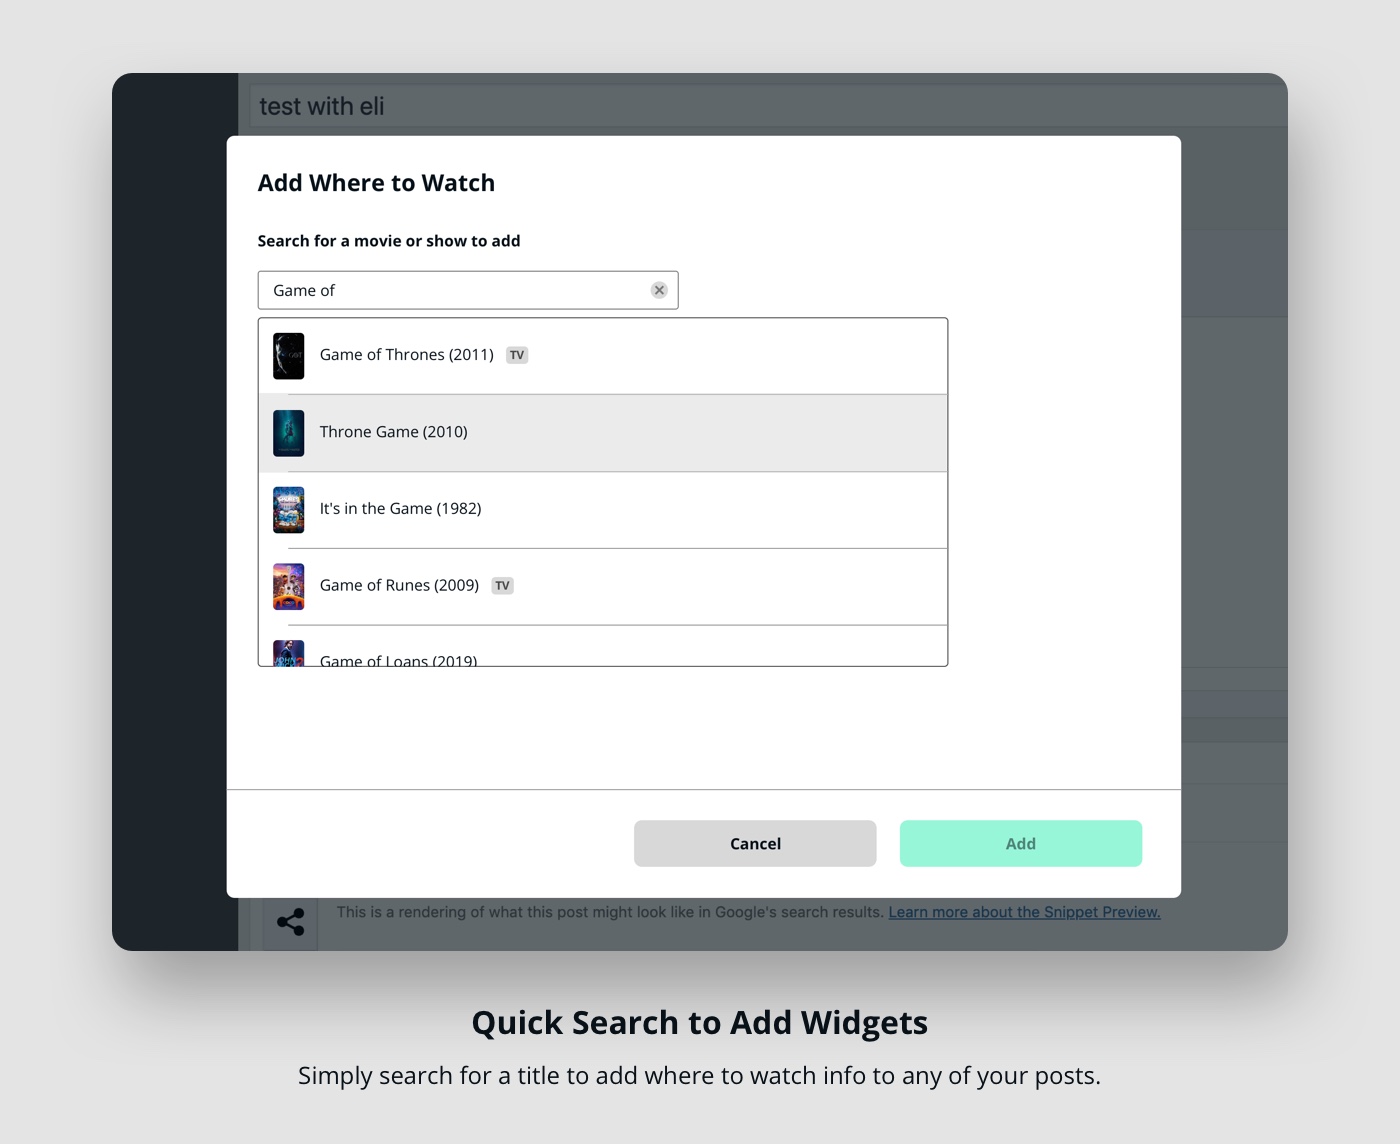 test with eli
Add Where to Watch
Search for a movie or show to add
Game of
Game of Thrones (2011) TV
Throne Game (2010)
It's in the Game (1982)
Game of Runes (2009) TV
Game of Loans (2019)
Cancel
Add
This is a rendering of what this post might look like in Google's search results. Learn more about the Snippet Preview.
Quick Search to Add Widgets
Simply search for a title to add where to watch info to any of your posts.